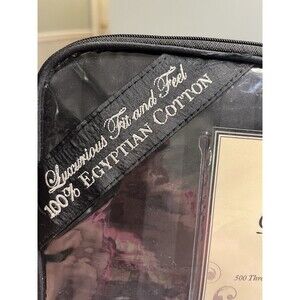 Luxurious Fit and Feel
100% EGYPTIAN COTTON
500 Thre